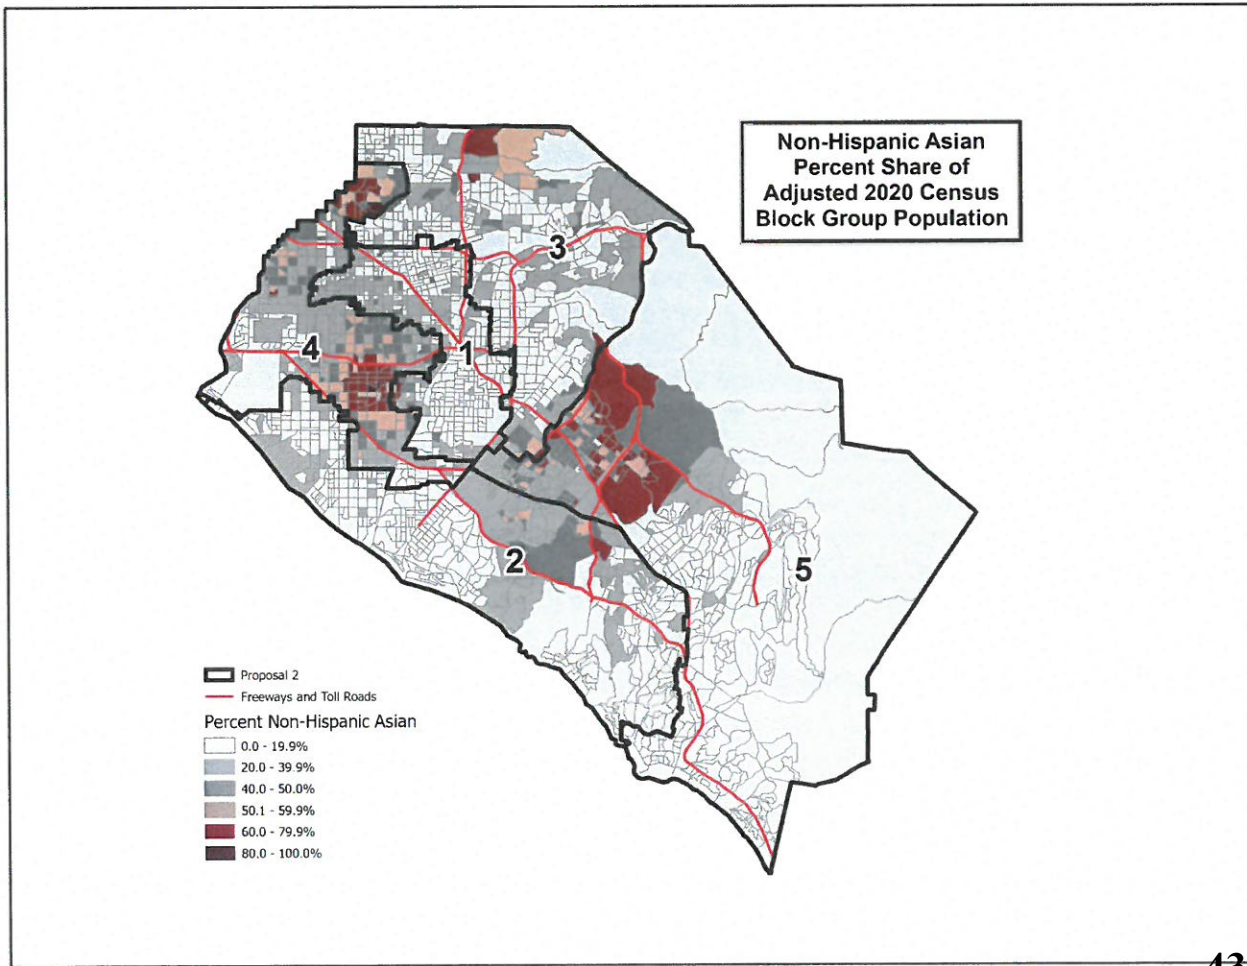 Non-Hispanic Asian
Percent Share of
Adjusted 2020 Census
Block Group Population
3
4
1
2
5
Proposal 2
Freeways and Toll Roads
Percent Non-Hispanic Asian
0.0 - 19.9%
20.0 - 39.9%
40.0 - 50.0%
50.1 - 59.9%
60.0 - 79.9%
80.0 - 100.0%
43